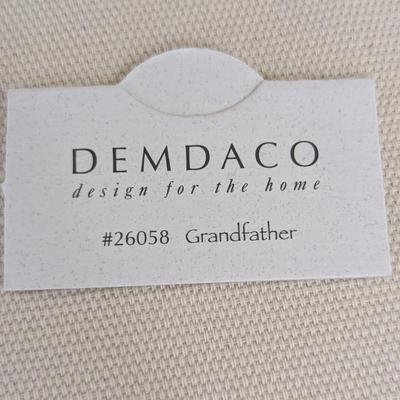 DEMDACO
design for the home
#26058 Grandfather